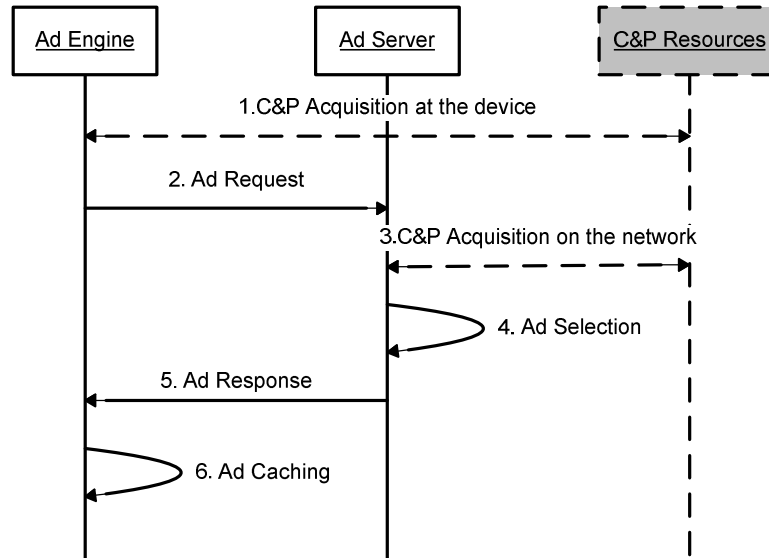 Ad Engine
Ad Server
C&P Resources
1.C&P Acquisition at the device
2. Ad Request
3.C&P Acquisition on the network
4. Ad Selection
5. Ad Response
6. Ad Caching